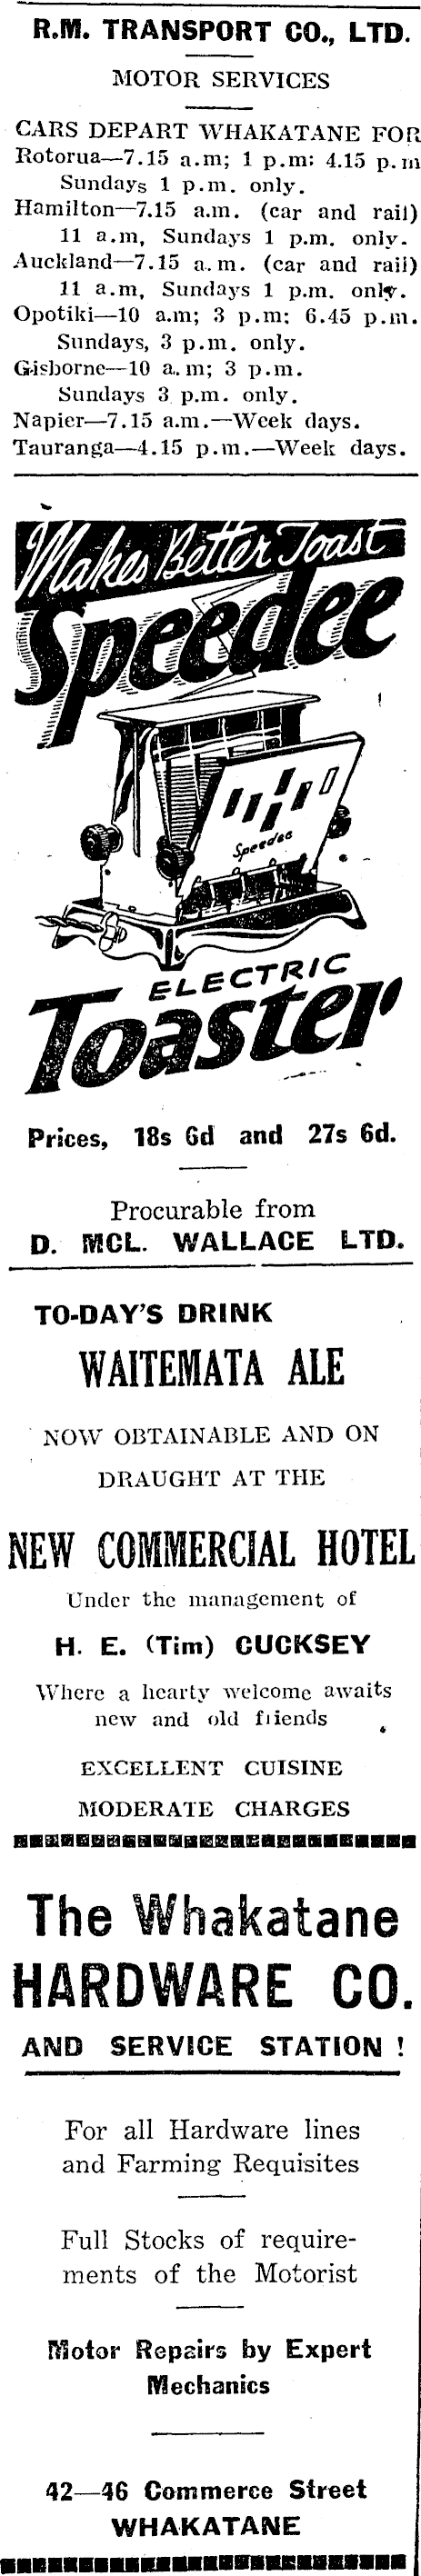 R.M. TRANSPORT CO., LTD.
MOTOR SERVICES
CARS DEPART WHAKATANE FOR
Rotorua—7.15 a.m; 1 p.m: 4.15 p.m
Sundays 1 p.m. only.
Hamilton—7.15 a.m. (car and rail)
11 a.m, Sundays 1 p.m. only.
Auckland—7.15 a.m. (car and rail)
11 a.m, Sundays 1 p.m. only.
Opotiki—10 a.m; 3 p.m: 6.45 p.m.
Sundays, 3 p.m. only.
Gisborne—10 a.m; 3 p.m.
Sundays 3 p.m. only.
Napier—7.15 a.m.—Week days.
Tauranga—4.15 p.m.—Week days.
Makes Better Toast
Speedee
Speedee
ELECTRIC
Toaster
Prices, 18s 6d and 27s 6d.
Procurable from
D. MCL. WALLACE LTD.
TO-DAY'S DRINK
WAITEMATA ALE
NOW OBTAINABLE AND ON
DRAUGHT AT THE
NEW COMMERCIAL HOTEL
Under the management of
H. E. (Tim) CUCKSEY
Where a hearty welcome awaits
new and old friends
EXCELLENT CUISINE
MODERATE CHARGES
The Whakatane
HARDWARE CO.
AND SERVICE STATION !
For all Hardware lines
and Farming Requisites
Full Stocks of require-
ments of the Motorist
Motor Repairs by Expert
Mechanics
42—46 Commerce Street
WHAKATANE